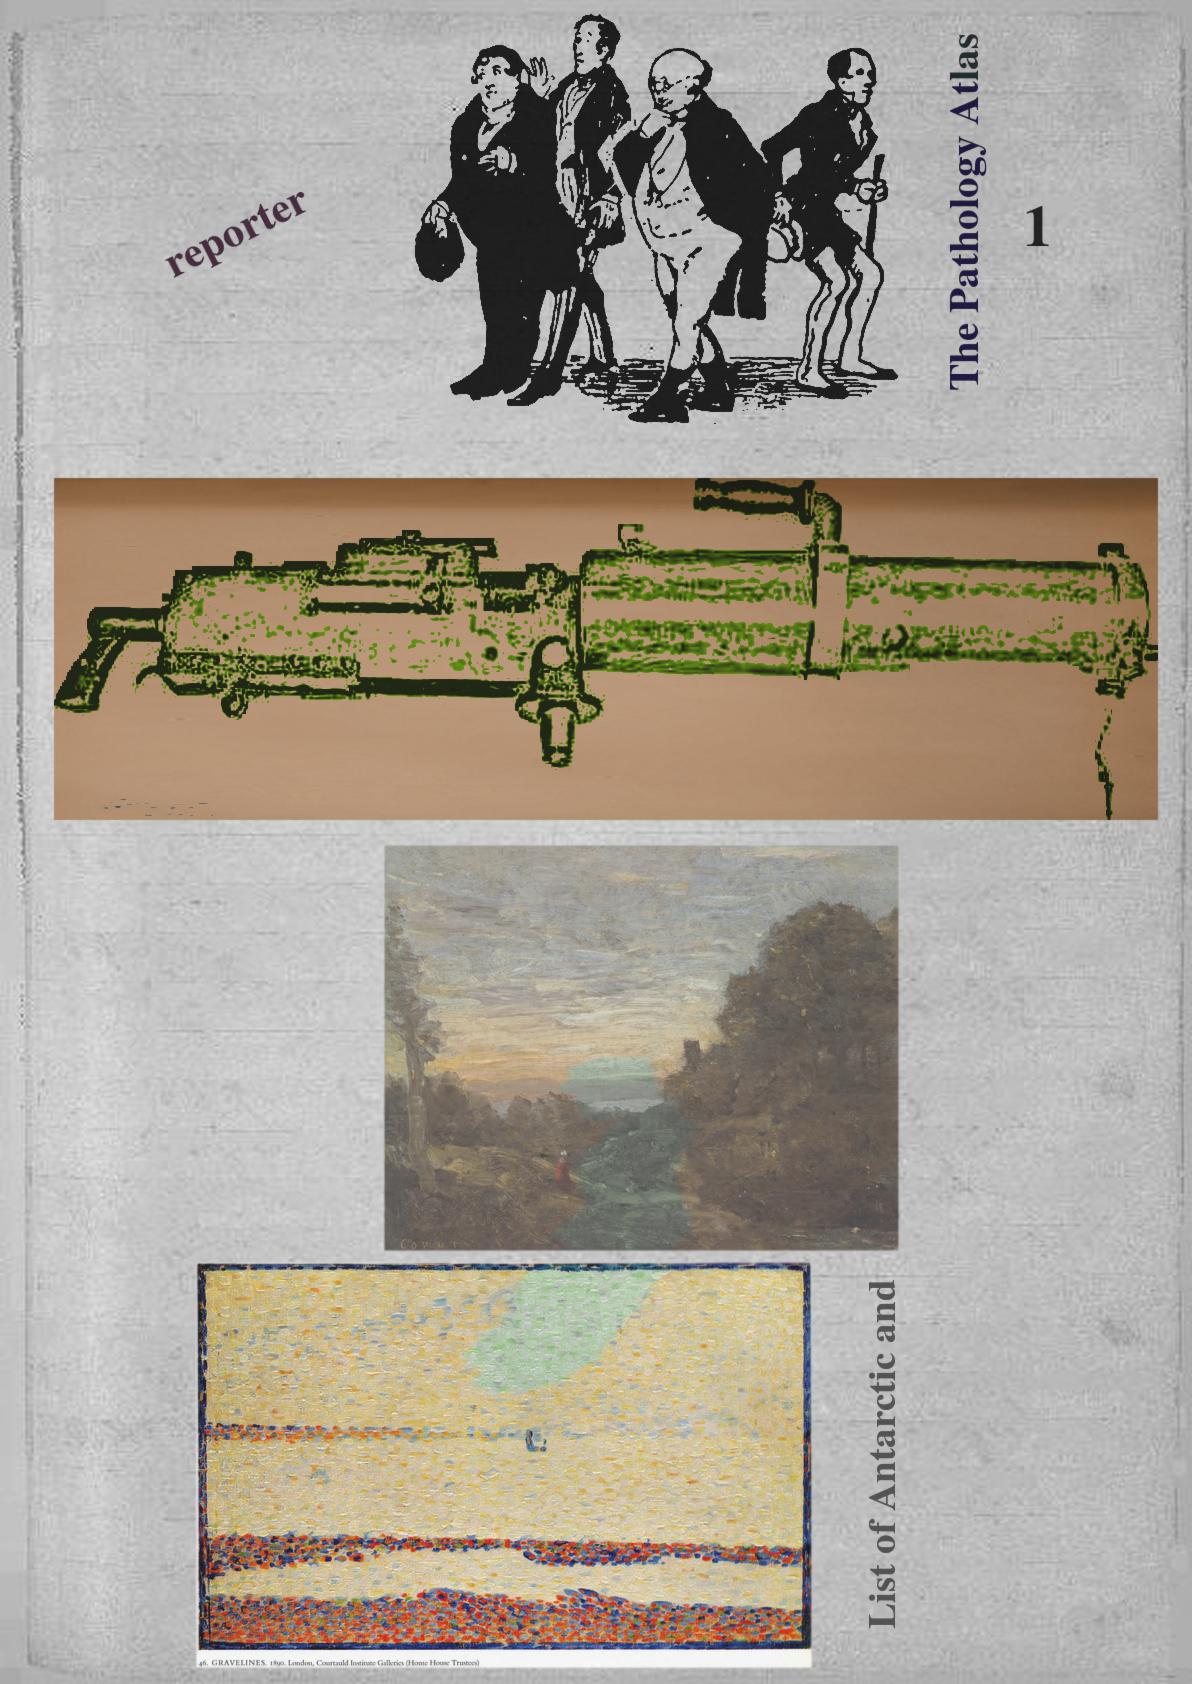 reporter
The Pathology Atlas
1
List of Antarctic and
46. GRAVELINES. 1890. London, Courtauld Institute Galleries (Home House Trustees)